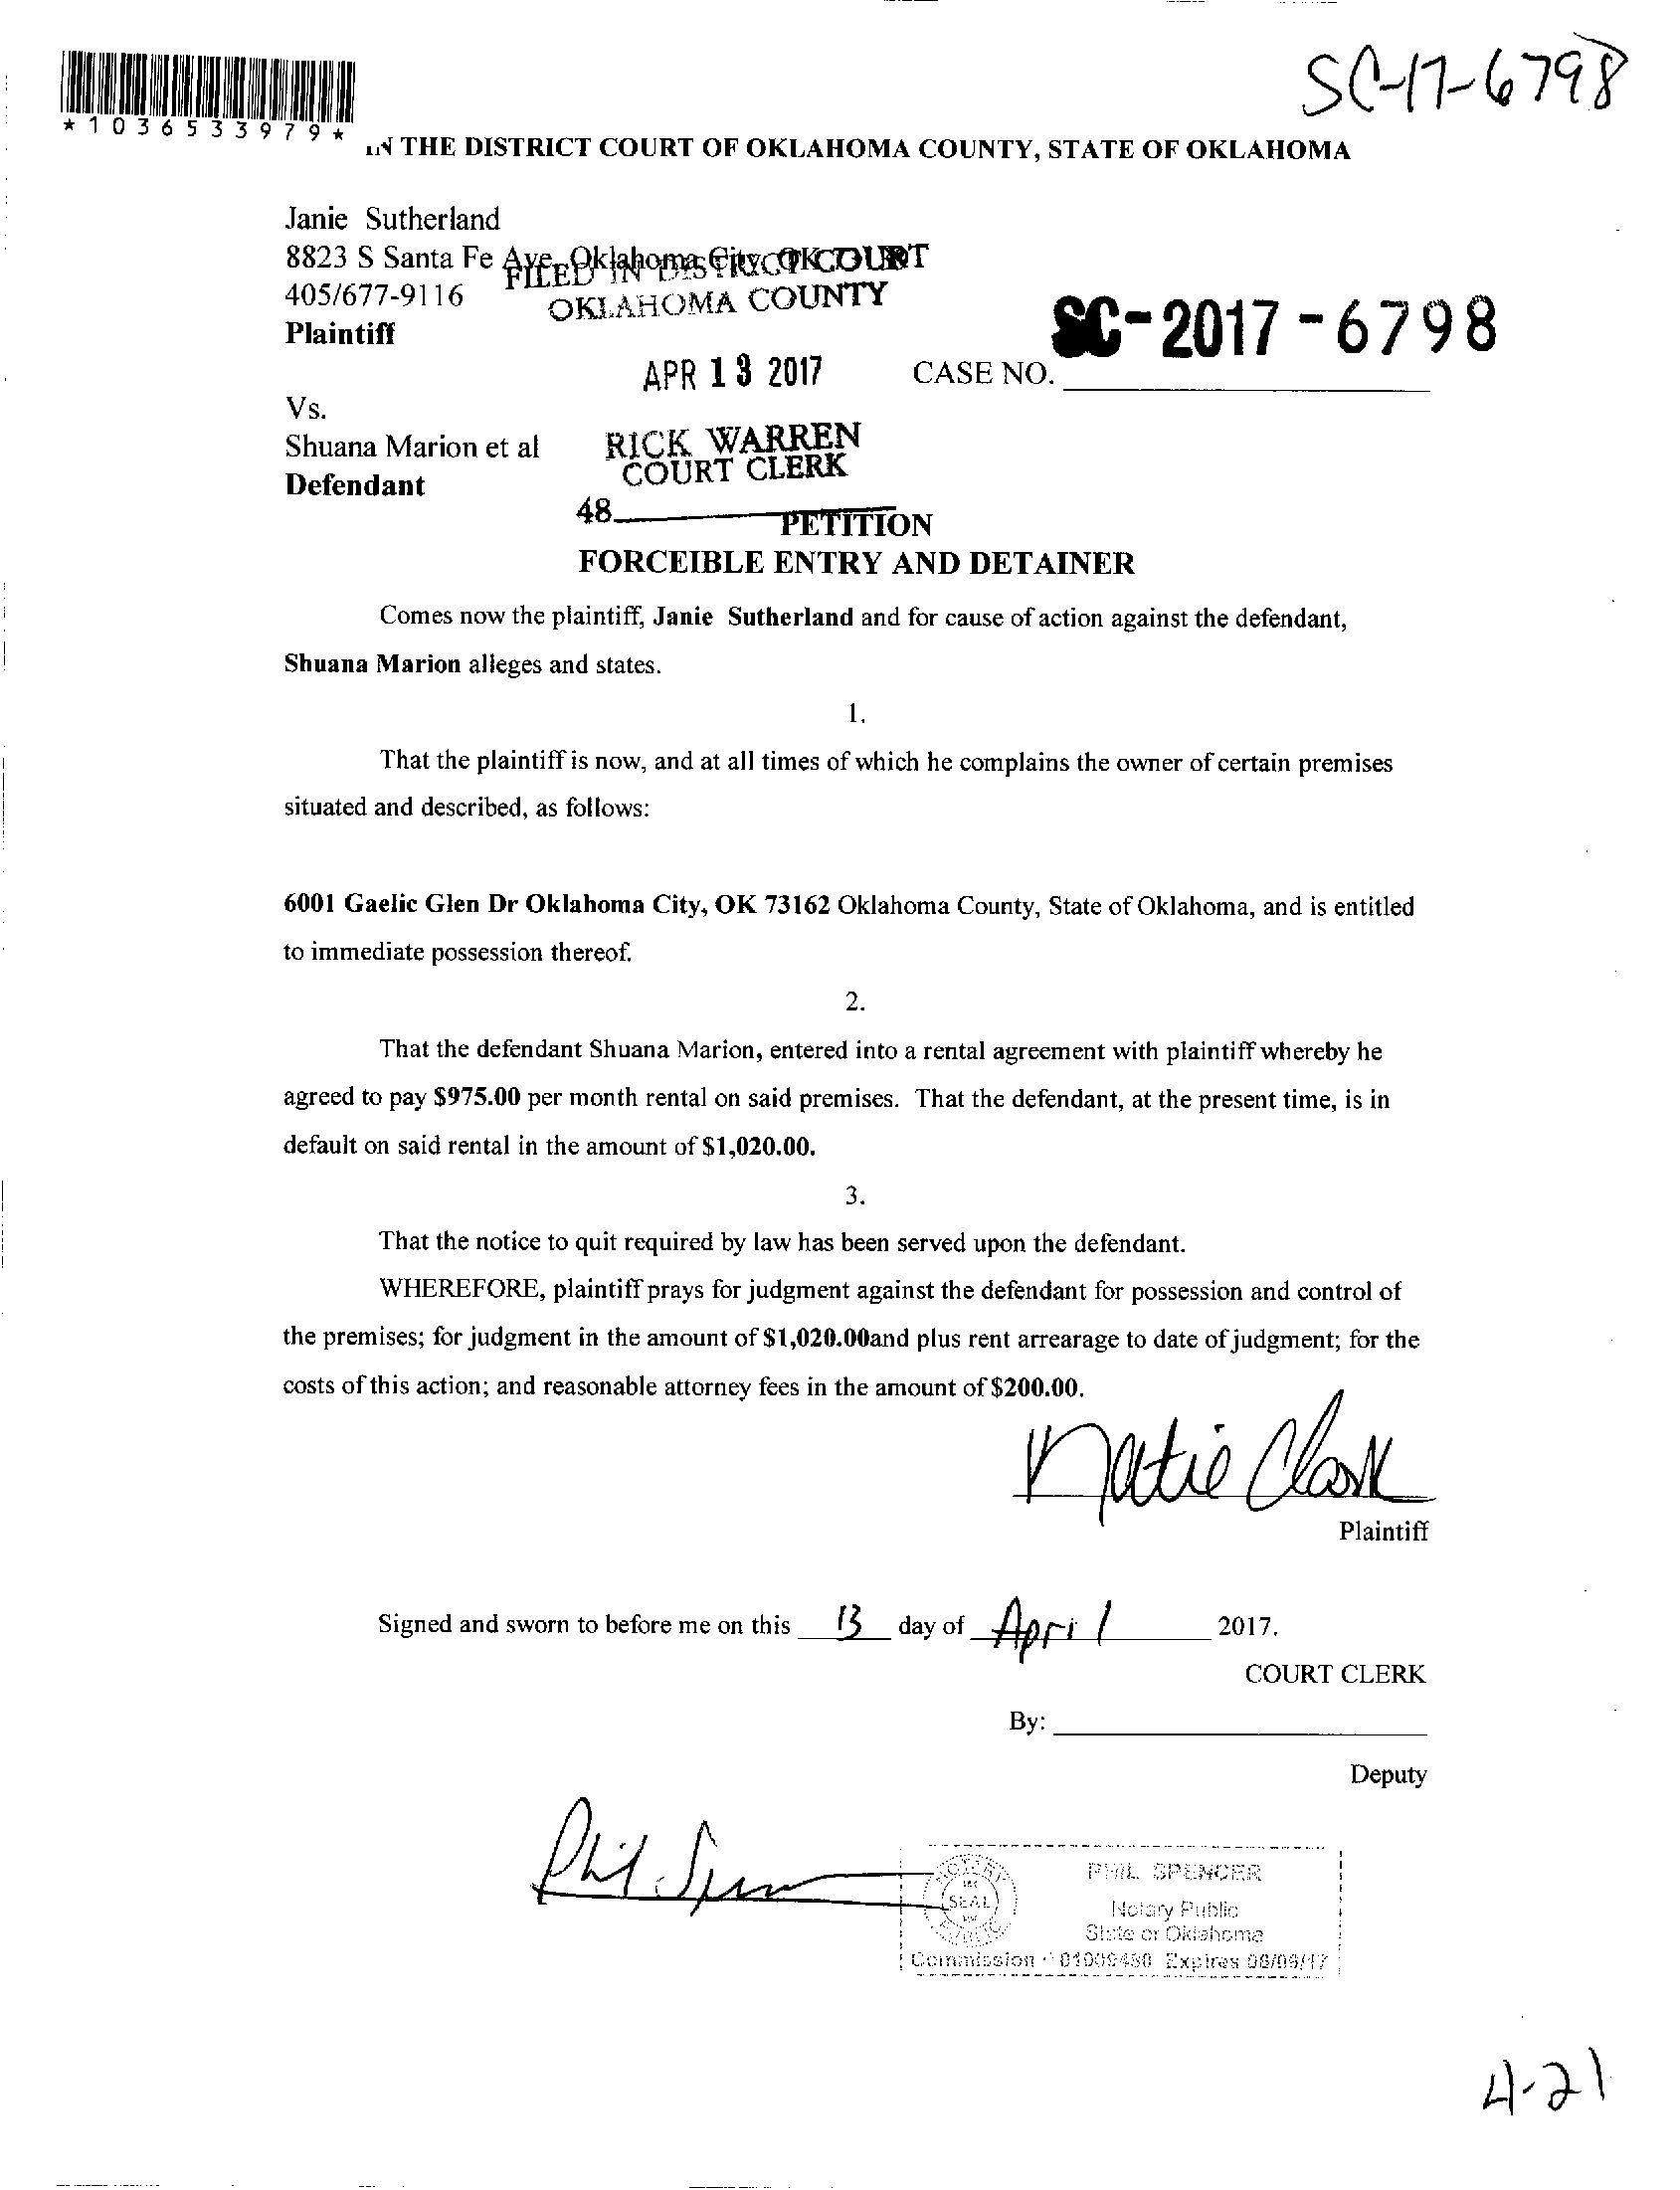 SC-17-6798
*1036533979*
IN THE DISTRICT COURT OF OKLAHOMA COUNTY, STATE OF OKLAHOMA
Janie Sutherland
8823 S Santa Fe Ave, Oklahoma City, OK
FILED IN DISTRICT COURT
405/677-9116
OKLAHOMA COUNTY
Plaintiff
SC-2017-6798
APR 13 2017
CASE NO.
Vs.
Shuana Marion et al
RICK WARREN
COURT CLERK
Defendant
48
PETITION
FORCEIBLE ENTRY AND DETAINER
Comes now the plaintiff, Janie Sutherland and for cause of action against the defendant,
Shuana Marion alleges and states.
1.
That the plaintiff is now, and at all times of which he complains the owner of certain premises
situated and described, as follows:
6001 Gaelic Glen Dr Oklahoma City, OK 73162 Oklahoma County, State of Oklahoma, and is entitled
to immediate possession thereof.
2.
That the defendant Shuana Marion, entered into a rental agreement with plaintiff whereby he
agreed to pay $975.00 per month rental on said premises. That the defendant, at the present time, is in
default on said rental in the amount of $1,020.00.
3.
That the notice to quit required by law has been served upon the defendant.
WHEREFORE, plaintiff prays for judgment against the defendant for possession and control of
the premises; for judgment in the amount of $1,020.00and plus rent arrearage to date of judgment; for the
costs of this action; and reasonable attorney fees in the amount of $200.00.
Katie Clark
Plaintiff
Signed and sworn to before me on this 13 day of April 2017.
COURT CLERK
By:
Deputy
Phil Spencer
PHIL SPENCER
SEAL
Notary Public
State of Oklahoma
Commission # 01009480 Expires
4-21